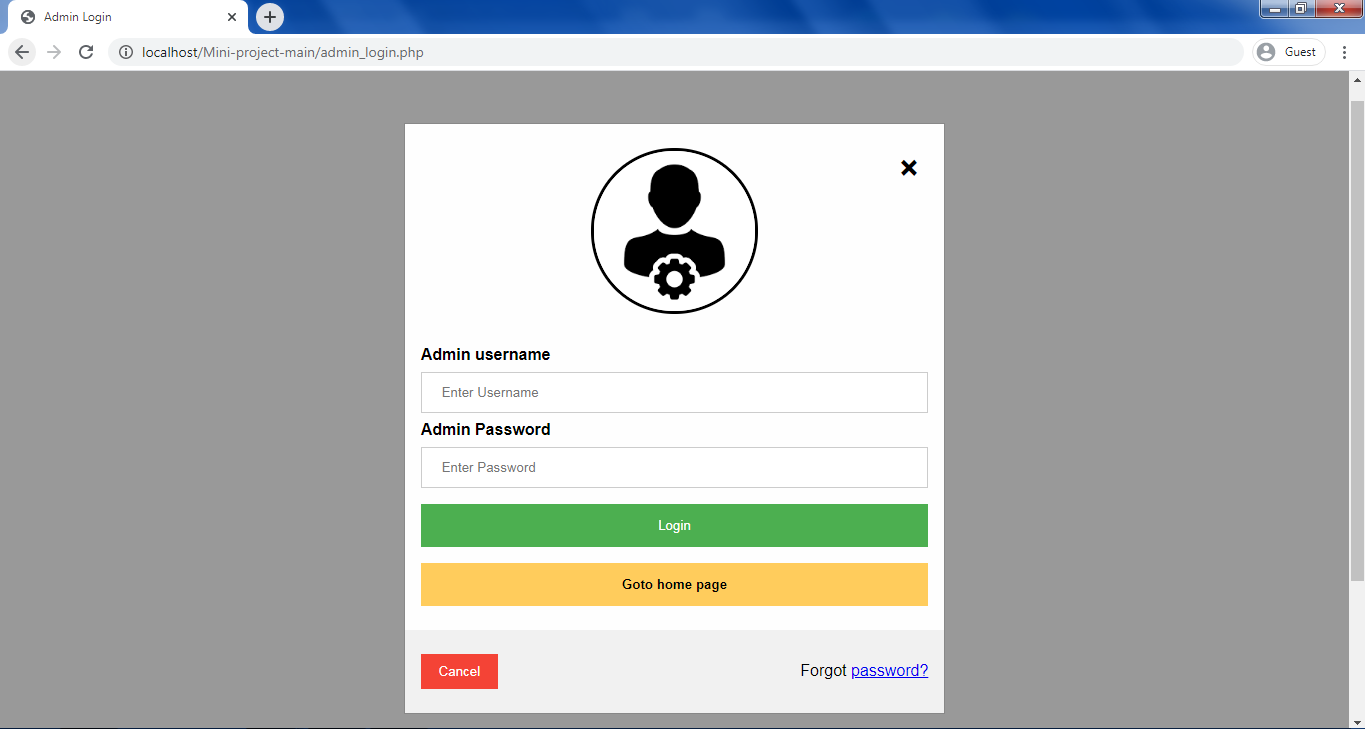 Admin Login
localhost/Mini-project-main/admin_login.php
Guest
Admin username
Enter Username
Admin Password
Enter Password
Login
Goto home page
Cancel
Forgot password?